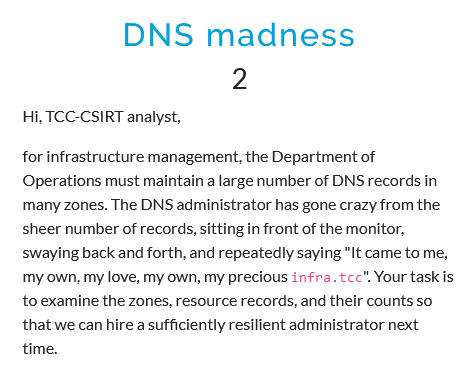 DNS madness
2
Hi, TCC-CSIRT analyst,
for infrastructure management, the Department of
Operations must maintain a large number of DNS records in
many zones. The DNS administrator has gone crazy from the
sheer number of records, sitting in front of the monitor,
swaying back and forth, and repeatedly saying "It came to me,
my own, my love, my own, my precious infra.tcc". Your task is
to examine the zones, resource records, and their counts so
that we can hire a sufficiently resilient administrator next
time.